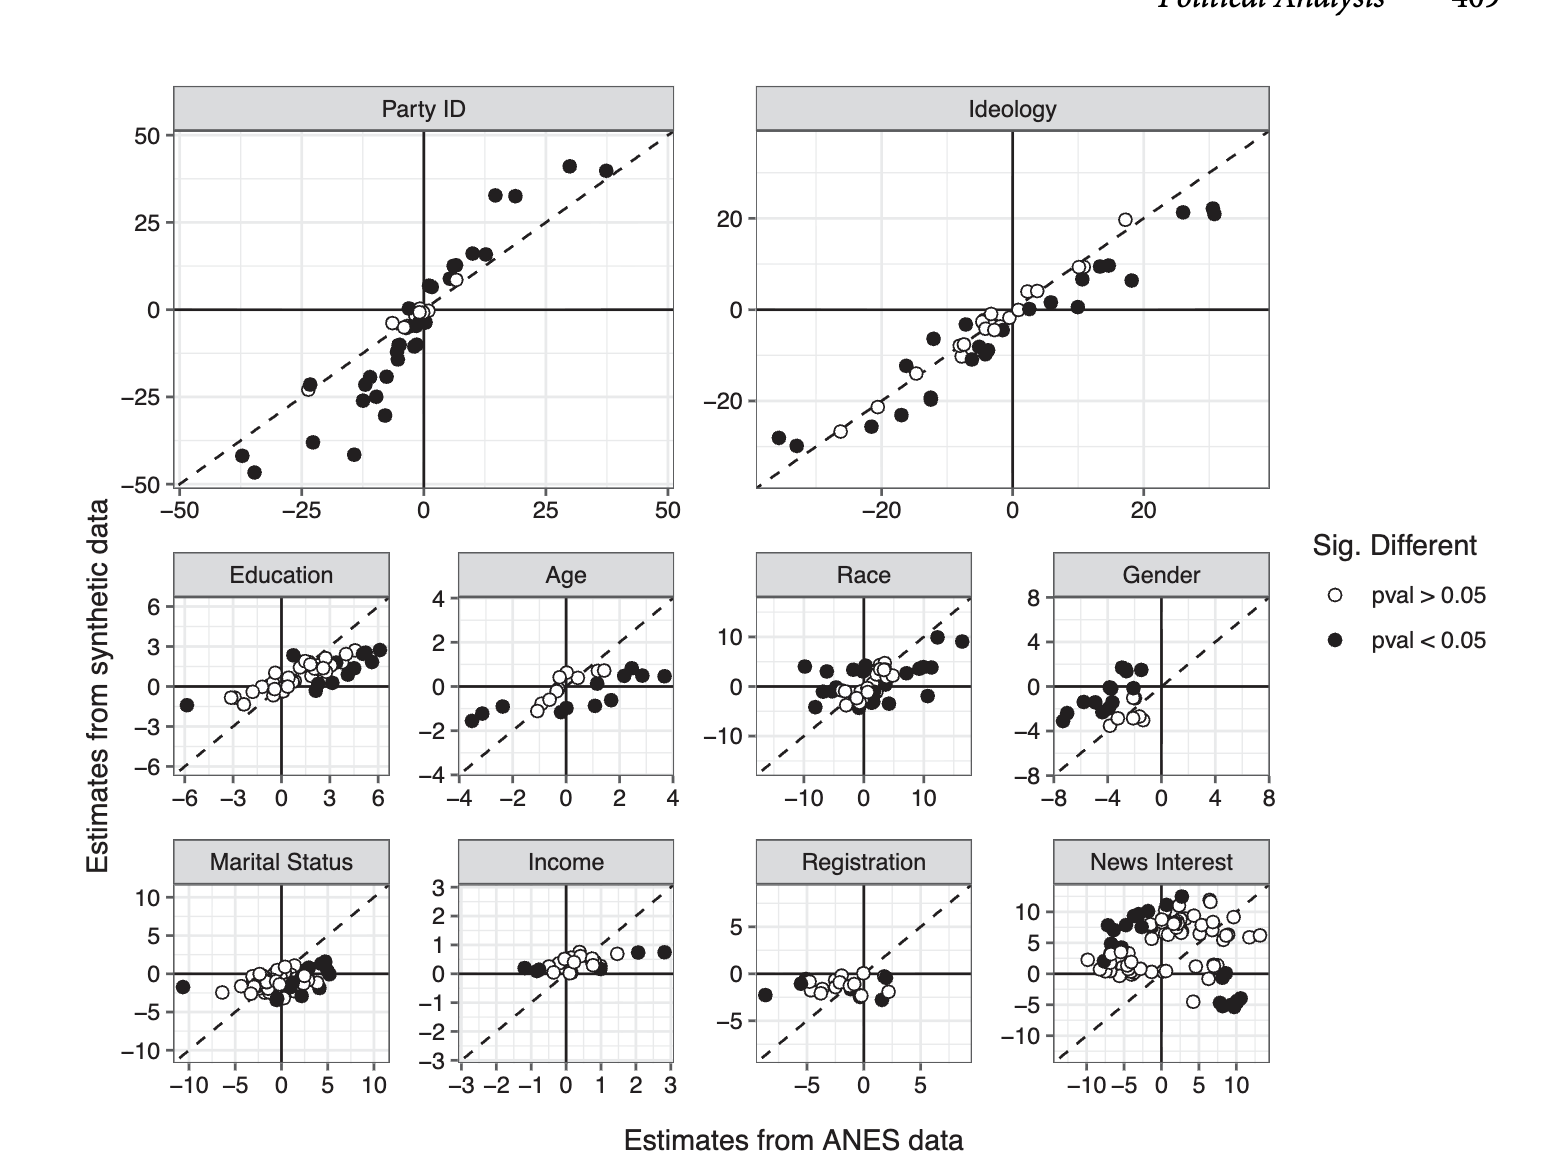 Political Analysis 469
Party ID
Ideology
50
25
0
−25
−50
−50 −25 0 25 50
20
0
−20
−20 0 20
Estimates from synthetic data
Education
Age
Race
Gender
6
3
0
−3
−6
−6 −3 0 3 6
4
2
0
−2
−4
−4 −2 0 2 4
10
0
−10
−10 0 10
8
4
0
−4
−8
−8 −4 0 4 8
Sig. Different
pval > 0.05
pval < 0.05
Marital Status
Income
Registration
News Interest
10
5
0
−5
−10
−10 −5 0 5 10
3
2
1
0
−1
−2
−3
−3 −2 −1 0 1 2 3
5
0
−5
−5 0 5
10
5
0
−5
−10
−10 −5 0 5 10
Estimates from ANES data